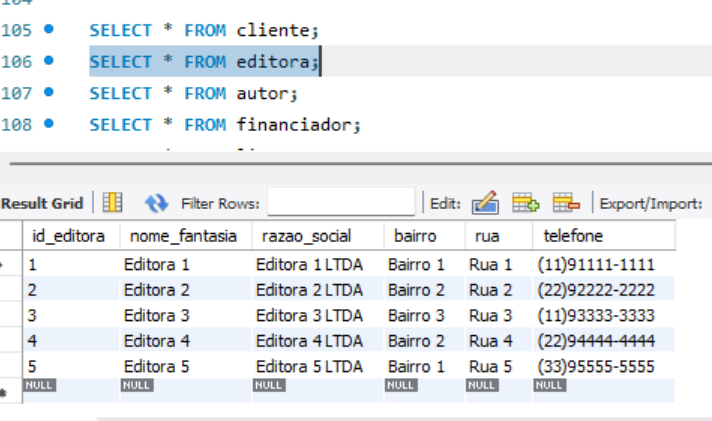 105 SELECT * FROM cliente;
106 SELECT * FROM editora;
107 SELECT * FROM autor;
108 SELECT * FROM financiador;
Result Grid Filter Rows: Edit: Export/Import:
id_editora nome_fantasia razao_social bairro rua telefone
1 Editora 1 Editora 1 LTDA Bairro 1 Rua 1 (11)91111-1111
2 Editora 2 Editora 2 LTDA Bairro 2 Rua 2 (22)92222-2222
3 Editora 3 Editora 3 LTDA Bairro 3 Rua 3 (11)93333-3333
4 Editora 4 Editora 4 LTDA Bairro 2 Rua 4 (22)94444-4444
5 Editora 5 Editora 5 LTDA Bairro 1 Rua 5 (33)95555-5555
NULL NULL NULL NULL NULL NULL